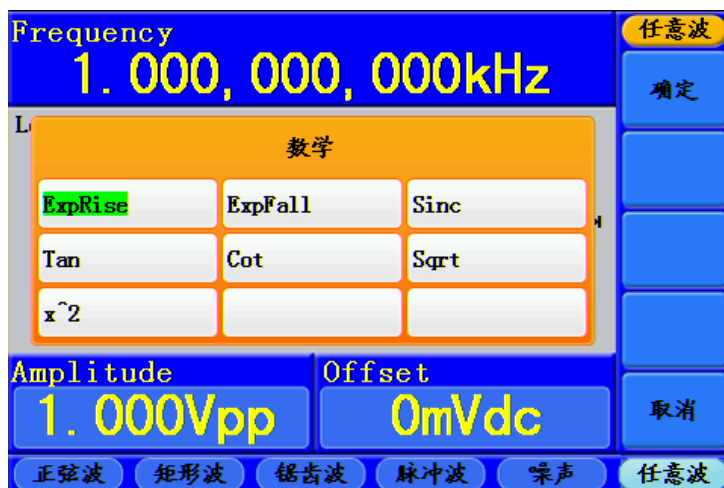 Frequency
1.000,000,000kHz
任意波
确定
数学
ExpRise
ExpFall
Sinc
Tan
Cot
Sqrt
x^2
Amplitude
1.000Vpp
Offset
0mVdc
取消
正弦波
矩形波
锯齿波
脉冲波
噪声
任意波